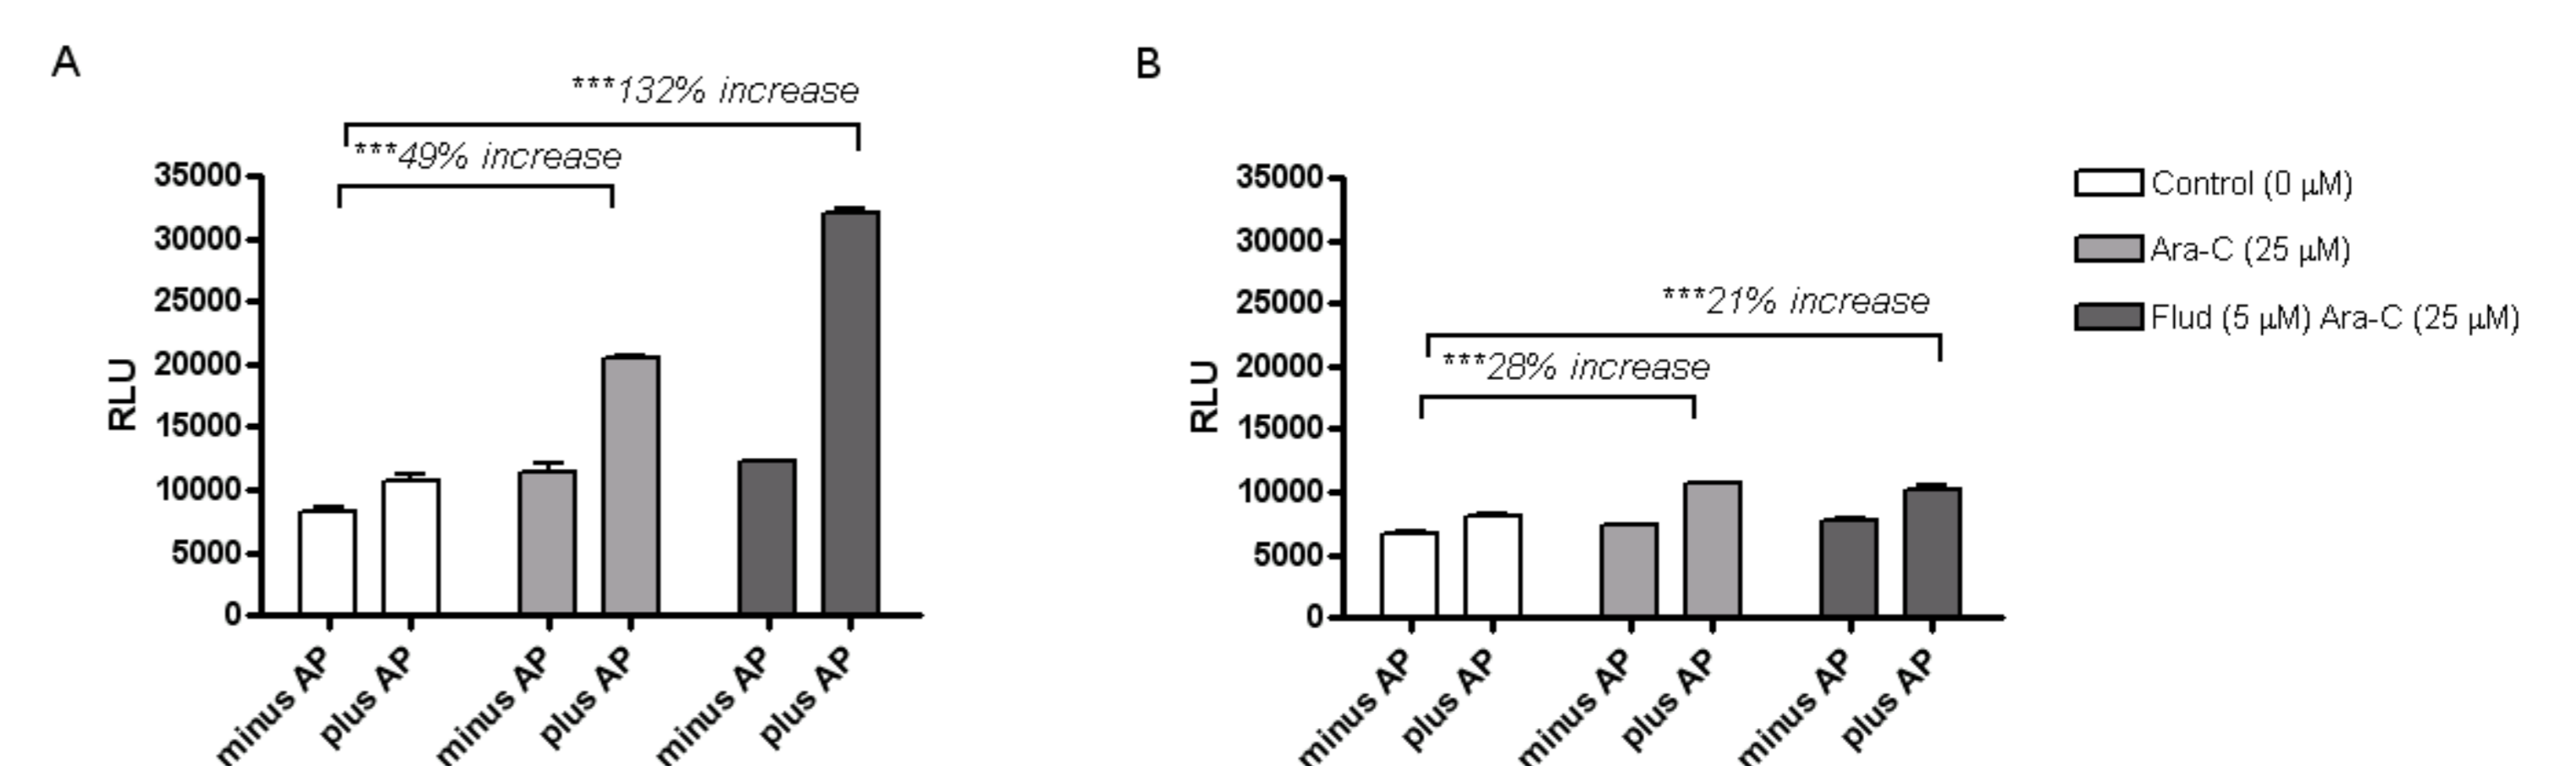 A
***132% increase
***49% increase
35000
30000
25000
20000
15000
10000
5000
0
RLU
minus AP
plus AP
minus AP
plus AP
minus AP
plus AP
B
***21% increase
***28% increase
35000
30000
25000
20000
15000
10000
5000
0
RLU
minus AP
plus AP
minus AP
plus AP
minus AP
plus AP
Control (0 μM)
Ara-C (25 μM)
Flud (5 μM) Ara-C (25 μM)